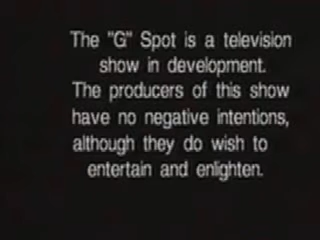 The "G" Spot is a television
show in development.
The producers of this show
have no negative intentions,
although they do wish to
entertain and enlighten.